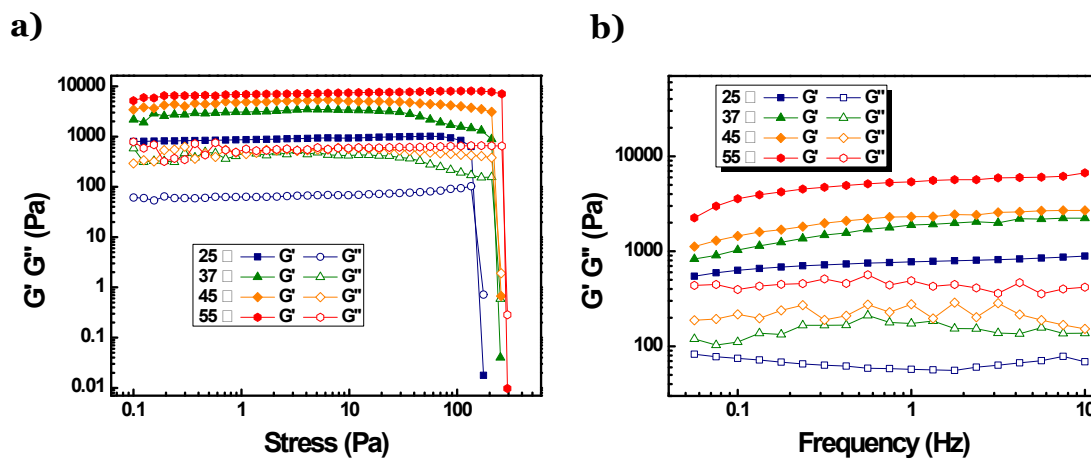 a)
10000
1000
100
10
1
0.1
0.01
G' G'' (Pa)
25 □ G' G''
37 □ G' G''
45 □ G' G''
55 □ G' G''
0.1 1 10 100
Stress (Pa)
b)
10000
1000
100
G' G'' (Pa)
25 □ G' G''
37 □ G' G''
45 □ G' G''
55 □ G' G''
0.1 1 10
Frequency (Hz)